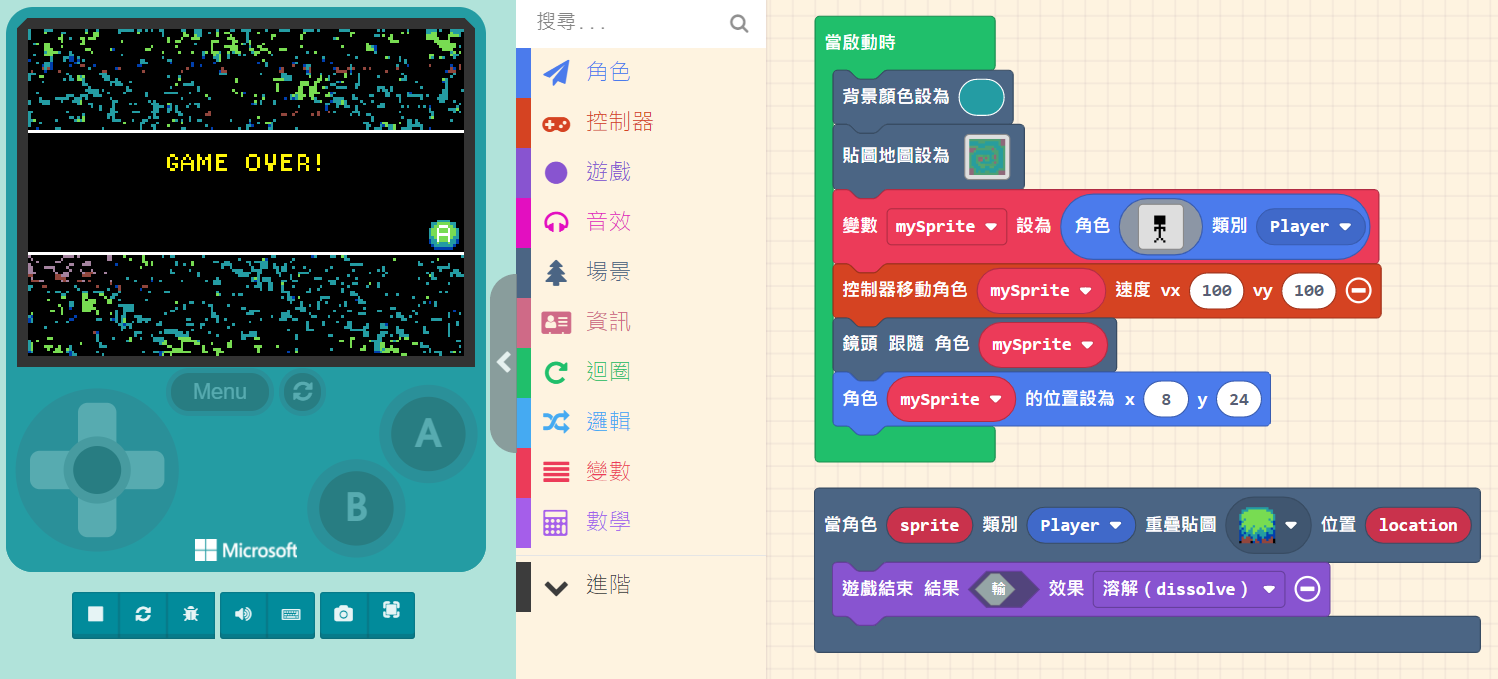 GAME OVER!
A
Menu
A
B
Microsoft
搜尋...
角色
控制器
遊戲
音效
場景
資訊
迴圈
邏輯
變數
數學
進階
當啟動時
背景顏色設為
貼圖地圖設為
變數 mySprite 設為 角色 類別 Player
控制器移動角色 mySprite 速度 vx 100 vy 100
鏡頭 跟隨 角色 mySprite
角色 mySprite 的位置設為 x 8 y 24
當角色 sprite 類別 Player 重疊貼圖 位置 location
遊戲結束 結果 輸 效果 溶解 ( dissolve )